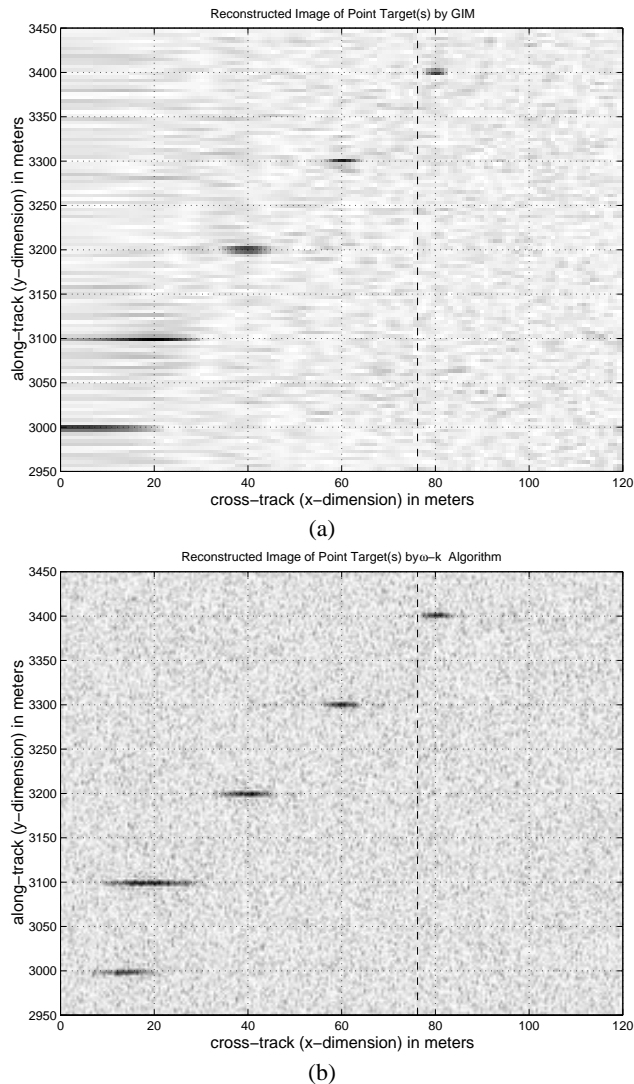 Reconstructed Image of Point Target(s) by GIM
3450
3400
3350
3300
3250
3200
3150
3100
3050
3000
2950
along−track (y−dimension) in meters
0 20 40 60 80 100 120
cross−track (x−dimension) in meters
(a)
Reconstructed Image of Point Target(s) byω−k Algorithm
3450
3400
3350
3300
3250
3200
3150
3100
3050
3000
2950
along−track (y−dimension) in meters
0 20 40 60 80 100 120
cross−track (x−dimension) in meters
(b)